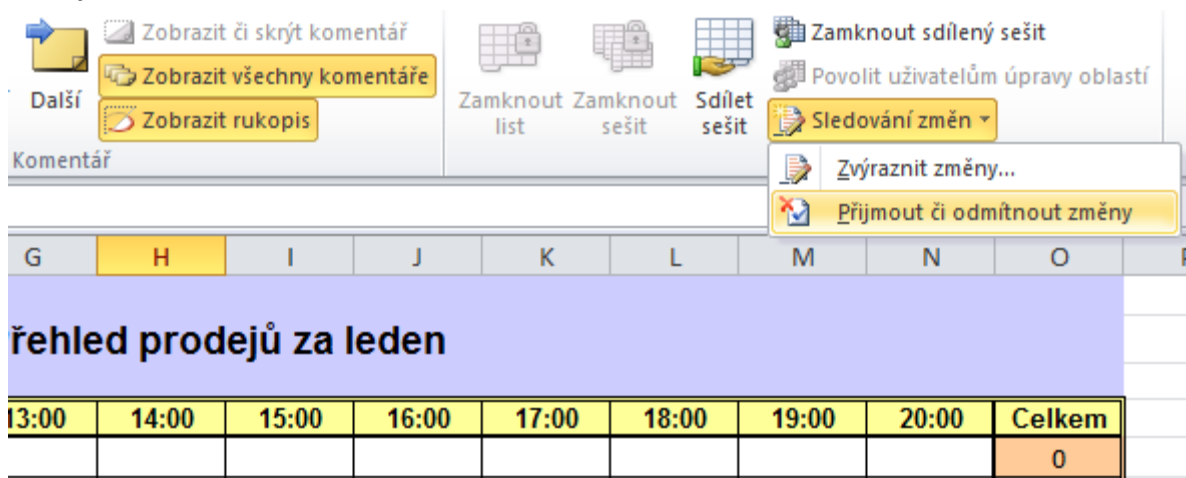 Zobrazit či skrýt komentář
Zobrazit všechny komentáře
Zobrazit rukopis
Další
Komentář
Zamknout list
Zamknout sešit
Sdílet sešit
Zamknout sdílený sešit
Povolit uživatelům úpravy oblastí
Sledování změn
Zvýraznit změny...
Přijmout či odmítnout změny
G H I J K L M N O
řehled prodejů za leden
13:00 14:00 15:00 16:00 17:00 18:00 19:00 20:00 Celkem
0